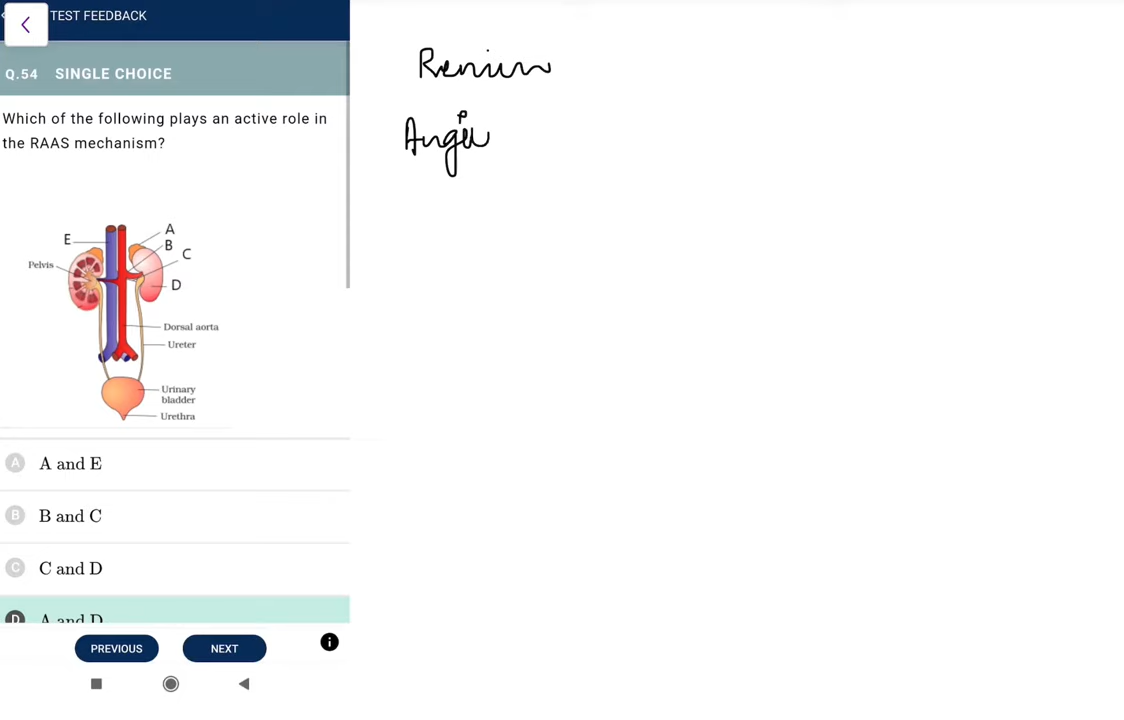 TEST FEEDBACK
Q.54 SINGLE CHOICE
Which of the following plays an active role in
the RAAS mechanism?
A
B
C
D
E
Pelvis
Dorsal aorta
Ureter
Urinary
bladder
Urethra
A A and E
B B and C
C C and D
D A and D
PREVIOUS NEXT
Renin
Angio